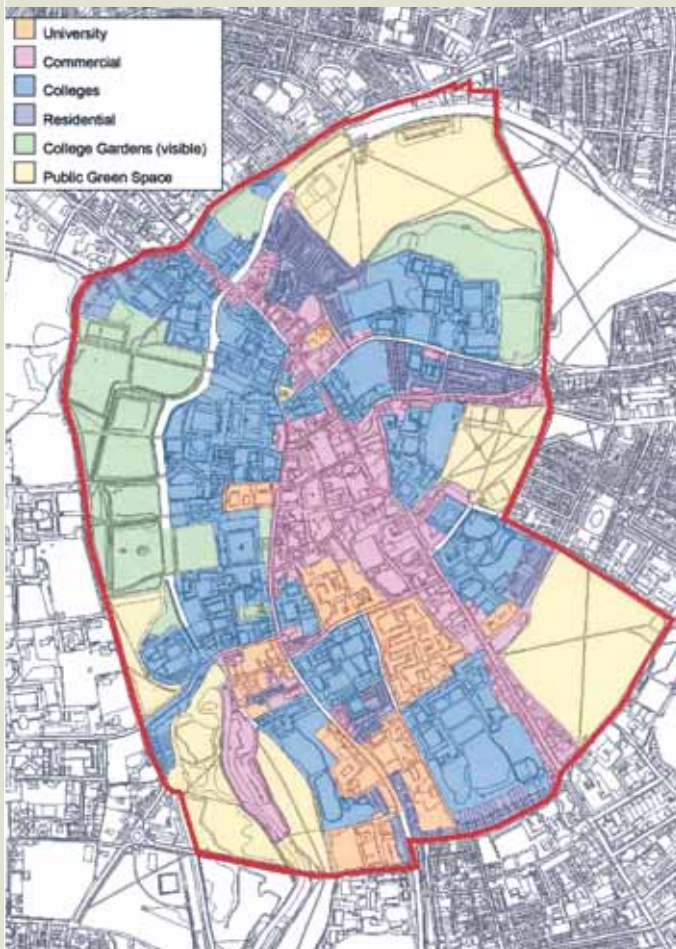 University
Commercial
Colleges
Residential
College Gardens (visible)
Public Green Space